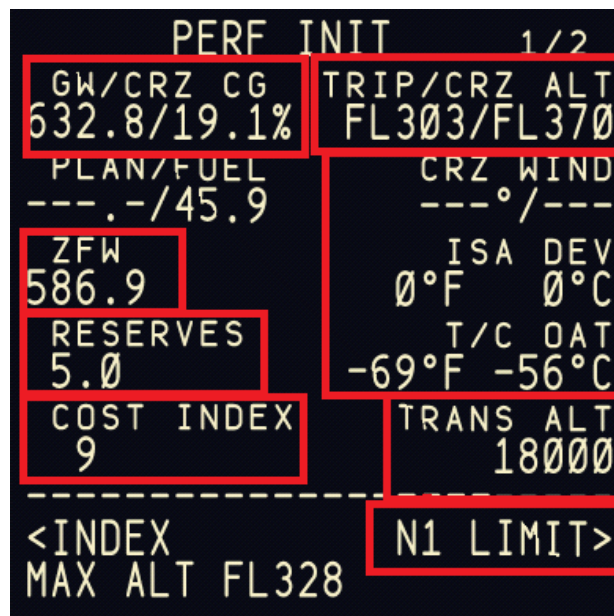 PERF INIT 1/2
GW/CRZ CG TRIP/CRZ ALT
632.8/19.1% FL303/FL370
PLAN/FUEL CRZ WIND
---.-/45.9 ---°/---
ZFW ISA DEV
586.9 0°F 0°C
RESERVES T/C OAT
5.0 -69°F -56°C
COST INDEX TRANS ALT
9 18000
------------------------
<INDEX N1 LIMIT>
MAX ALT FL328